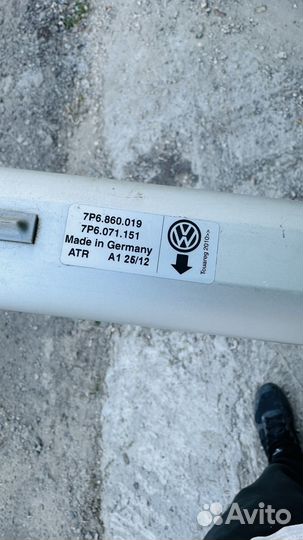 7P6.860.019
7P6.071.151
Made in Germany
ATR A1 25/12
Touareg 2010>>
Avito